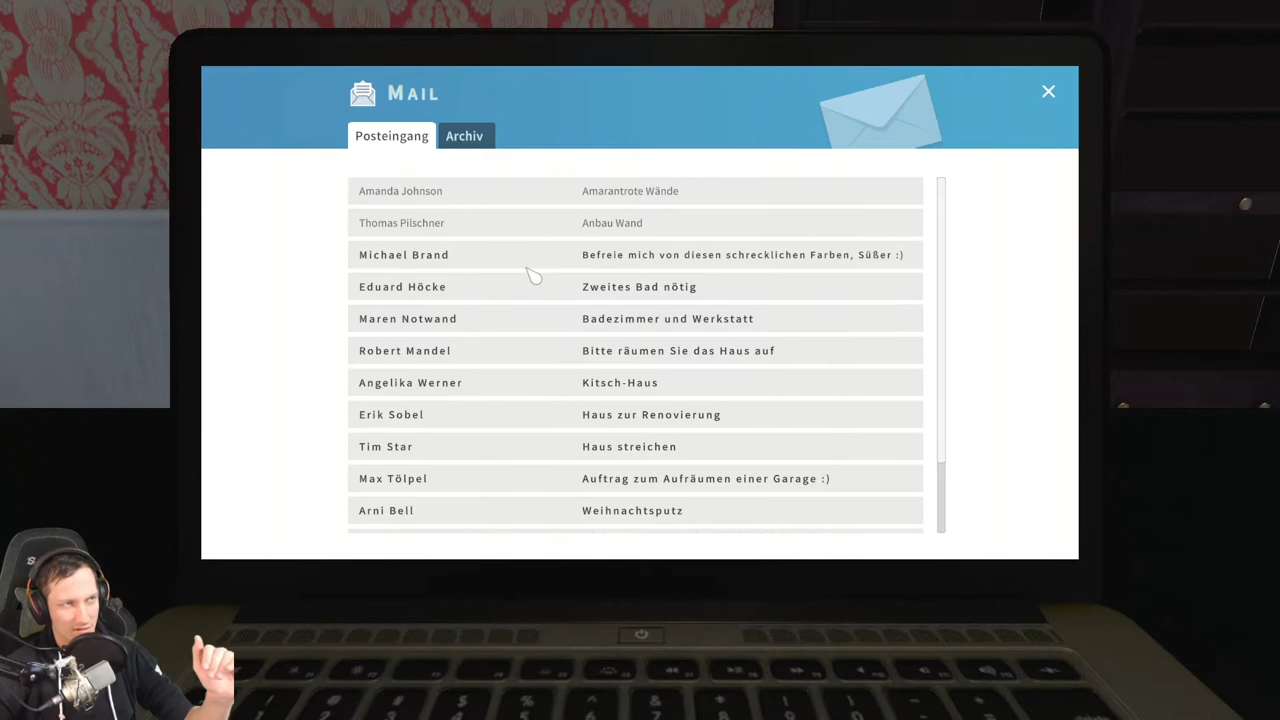 MAIL
Posteingang
Archiv
Amanda Johnson Amarantrote Wände
Thomas Pilschner Anbau Wand
Michael Brand Befreie mich von diesen schrecklichen Farben, Süßer :)
Eduard Höcke Zweites Bad nötig
Maren Notwand Badezimmer und Werkstatt
Robert Mandel Bitte räumen Sie das Haus auf
Angelika Werner Kitsch-Haus
Erik Sobel Haus zur Renovierung
Tim Star Haus streichen
Max Tölpel Auftrag zum Aufräumen einer Garage :)
Arni Bell Weihnachtsputz